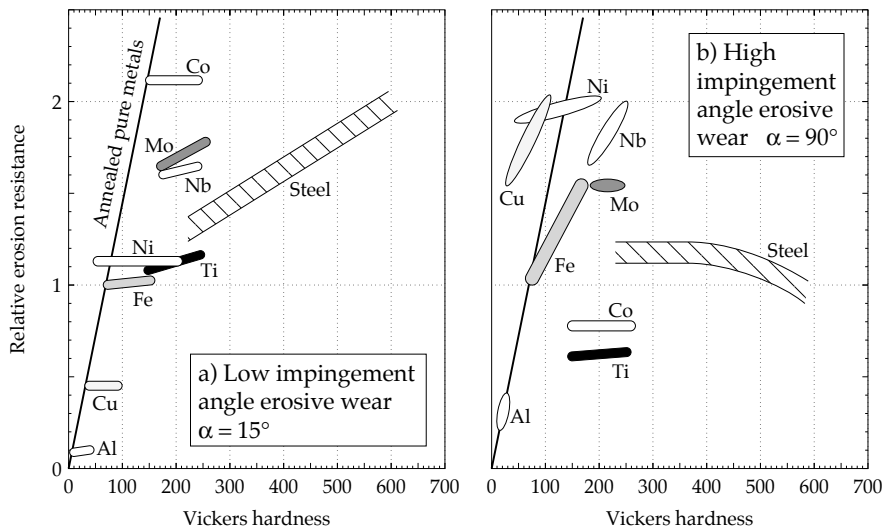 Relative erosion resistance
2
1
0
Annealed pure metals
Co
Mo
Nb
Steel
Ni
Ti
Fe
Cu
Al
a) Low impingement
angle erosive wear
α = 15°
0 100 200 300 400 500 600 700
Vickers hardness
b) High
impingement
angle erosive
wear α = 90°
Ni
Nb
Cu
Mo
Fe
Steel
Co
Ti
Al
0 100 200 300 400 500 600 700
Vickers hardness